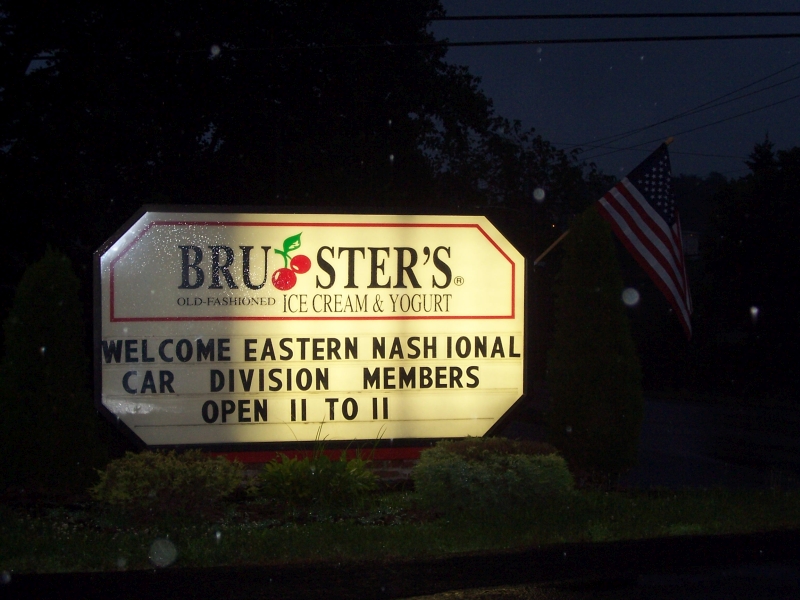 BRUSTER'S®
OLD-FASHIONED ICE CREAM & YOGURT
WELCOME EASTERN NASHIONAL
CAR DIVISION MEMBERS
OPEN 11 TO 11